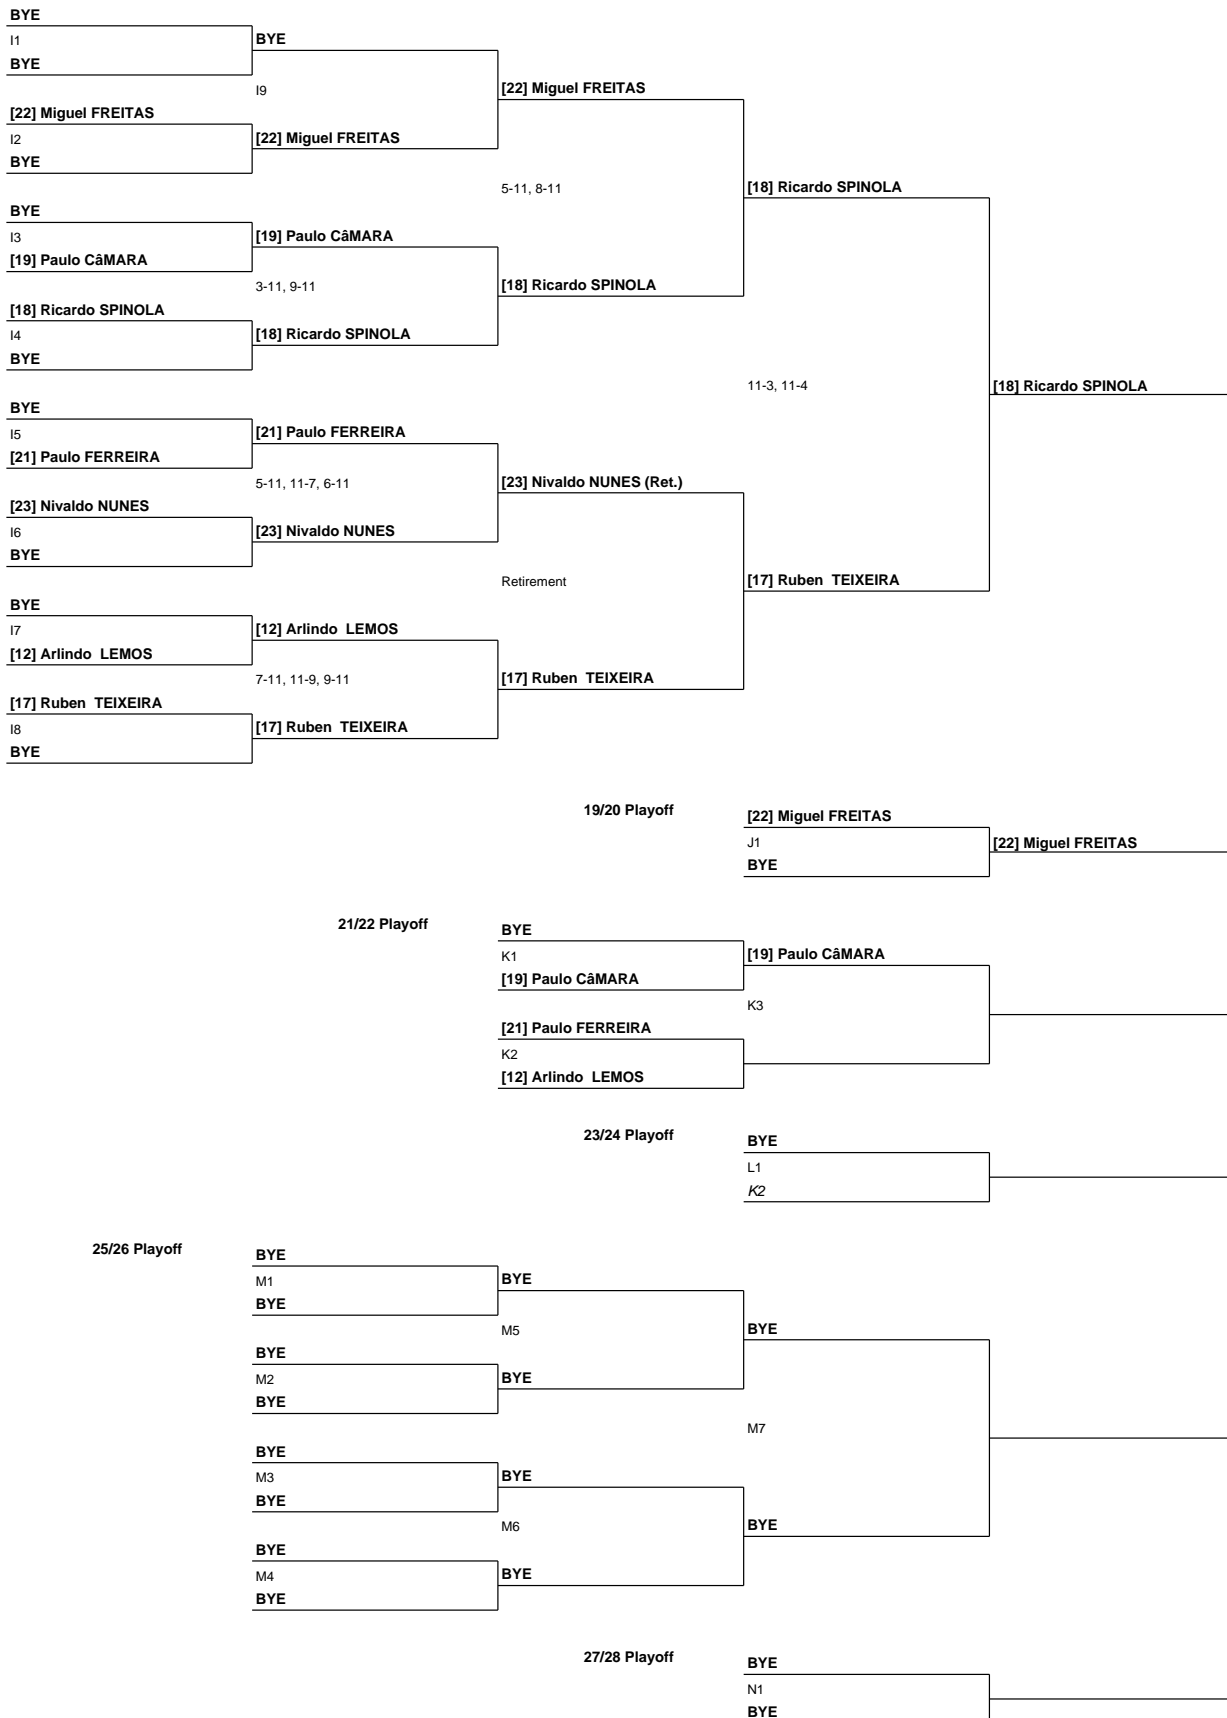 BYE
I1
BYE
BYE
I9
[22] Miguel FREITAS
[22] Miguel FREITAS
I2
[22] Miguel FREITAS
BYE
5-11, 8-11
[18] Ricardo SPINOLA
BYE
I3
[19] Paulo CâMARA
[19] Paulo CâMARA
3-11, 9-11
[18] Ricardo SPINOLA
[18] Ricardo SPINOLA
I4
[18] Ricardo SPINOLA
BYE
11-3, 11-4
[18] Ricardo SPINOLA
BYE
I5
[21] Paulo FERREIRA
[21] Paulo FERREIRA
5-11, 11-7, 6-11
[23] Nivaldo NUNES (Ret.)
[23] Nivaldo NUNES
I6
[23] Nivaldo NUNES
BYE
Retirement
[17] Ruben  TEIXEIRA
BYE
I7
[12] Arlindo  LEMOS
[12] Arlindo  LEMOS
7-11, 11-9, 9-11
[17] Ruben  TEIXEIRA
[17] Ruben  TEIXEIRA
I8
[17] Ruben  TEIXEIRA
BYE
19/20 Playoff
[22] Miguel FREITAS
J1
[22] Miguel FREITAS
BYE
21/22 Playoff
BYE
K1
[19] Paulo CâMARA
[19] Paulo CâMARA
K3
[21] Paulo FERREIRA
K2
[12] Arlindo  LEMOS
23/24 Playoff
BYE
L1
K2
25/26 Playoff
BYE
M1
BYE
BYE
M5
BYE
BYE
M2
BYE
BYE
M7
BYE
M3
BYE
BYE
M6
BYE
BYE
M4
BYE
BYE
27/28 Playoff
BYE
N1
BYE